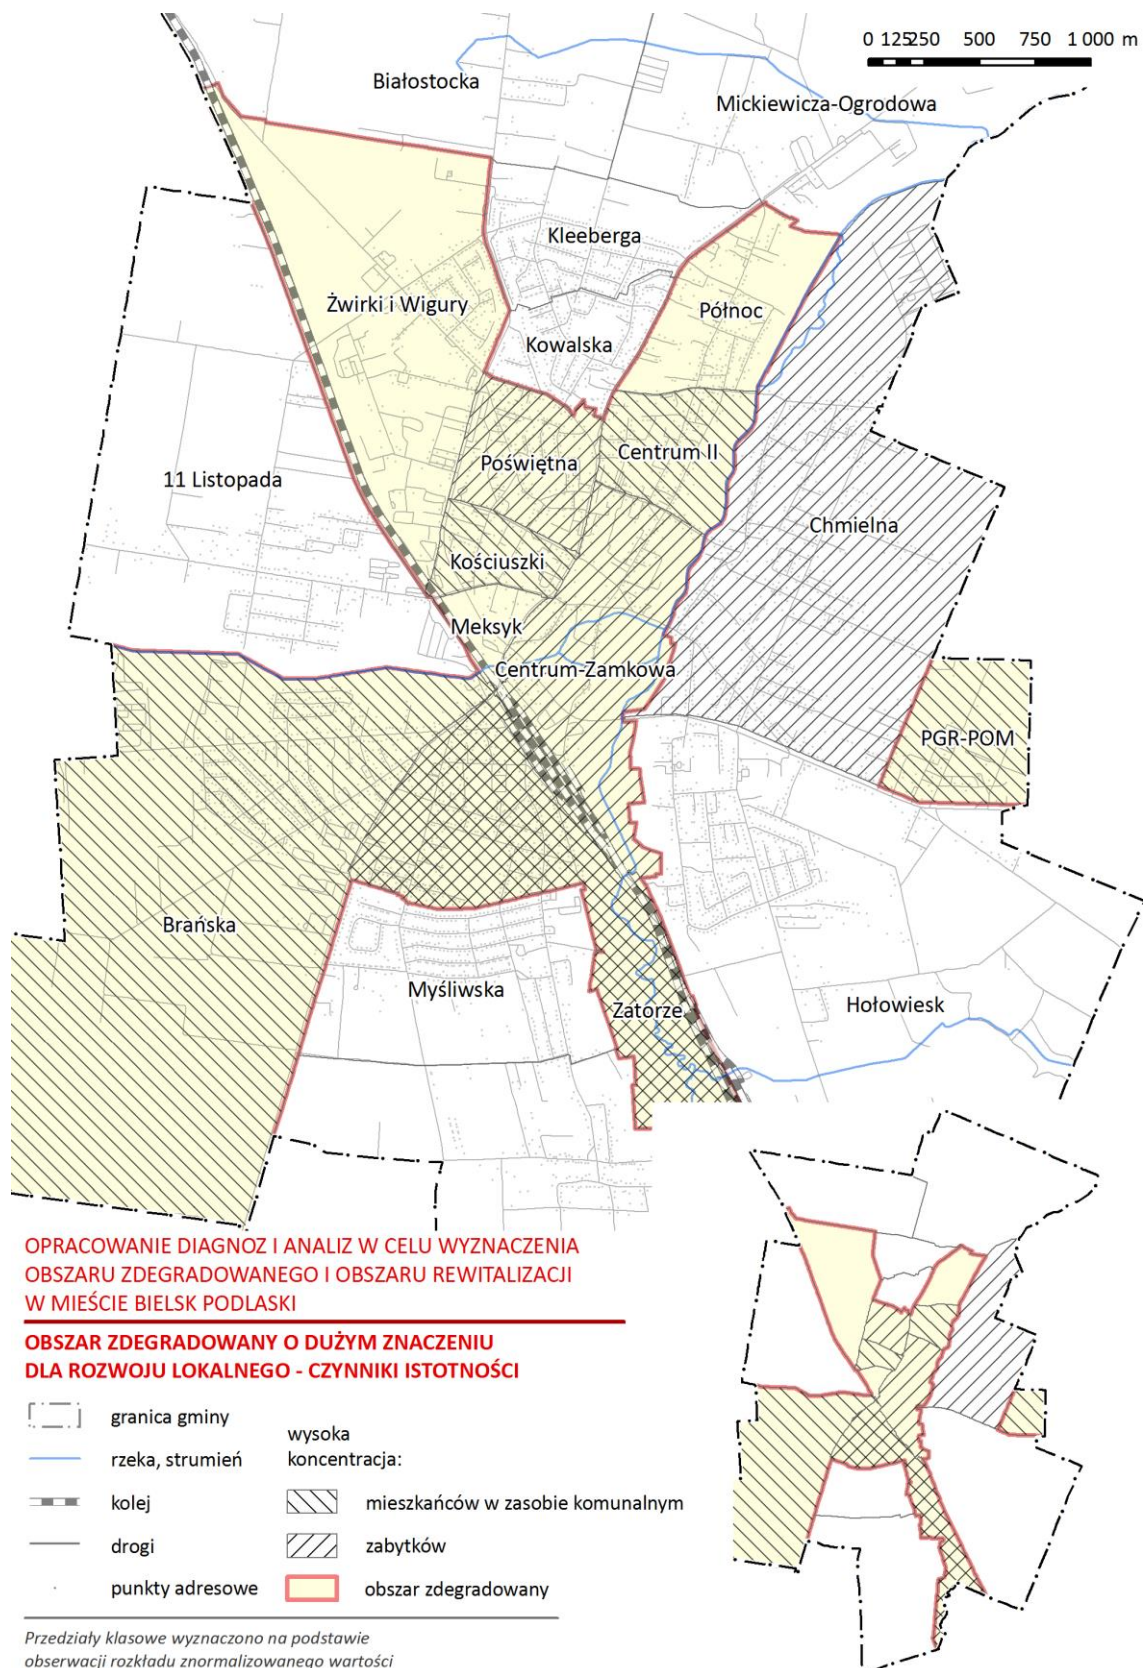 0 125250 500 750 1 000 m
Białostocka
Mickiewicza-Ogrodowa
Kleeberga
Żwirki i Wigury
Północ
Kowalska
Centrum II
Poświętna
11 Listopada
Chmielna
Kościuszki
Meksyk
Centrum-Zamkowa
PGR-POM
Brańska
Myśliwska
Zatorze
Hołowiesk
OPRACOWANIE DIAGNOZ I ANALIZ W CELU WYZNACZENIA
OBSZARU ZDEGRADOWANEGO I OBSZARU REWITALIZACJI
W MIEŚCIE BIELSK PODLASKI
OBSZAR ZDEGRADOWANY O DUŻYM ZNACZENIU
DLA ROZWOJU LOKALNEGO - CZYNNIKI ISTOTNOŚCI
granica gminy
rzeka, strumień
kolej
drogi
punkty adresowe
wysoka
koncentracja:
mieszkańców w zasobie komunalnym
zabytków
obszar zdegradowany
Przedziały klasowe wyznaczono na podstawie
obserwacji rozkładu znormalizowanego wartości